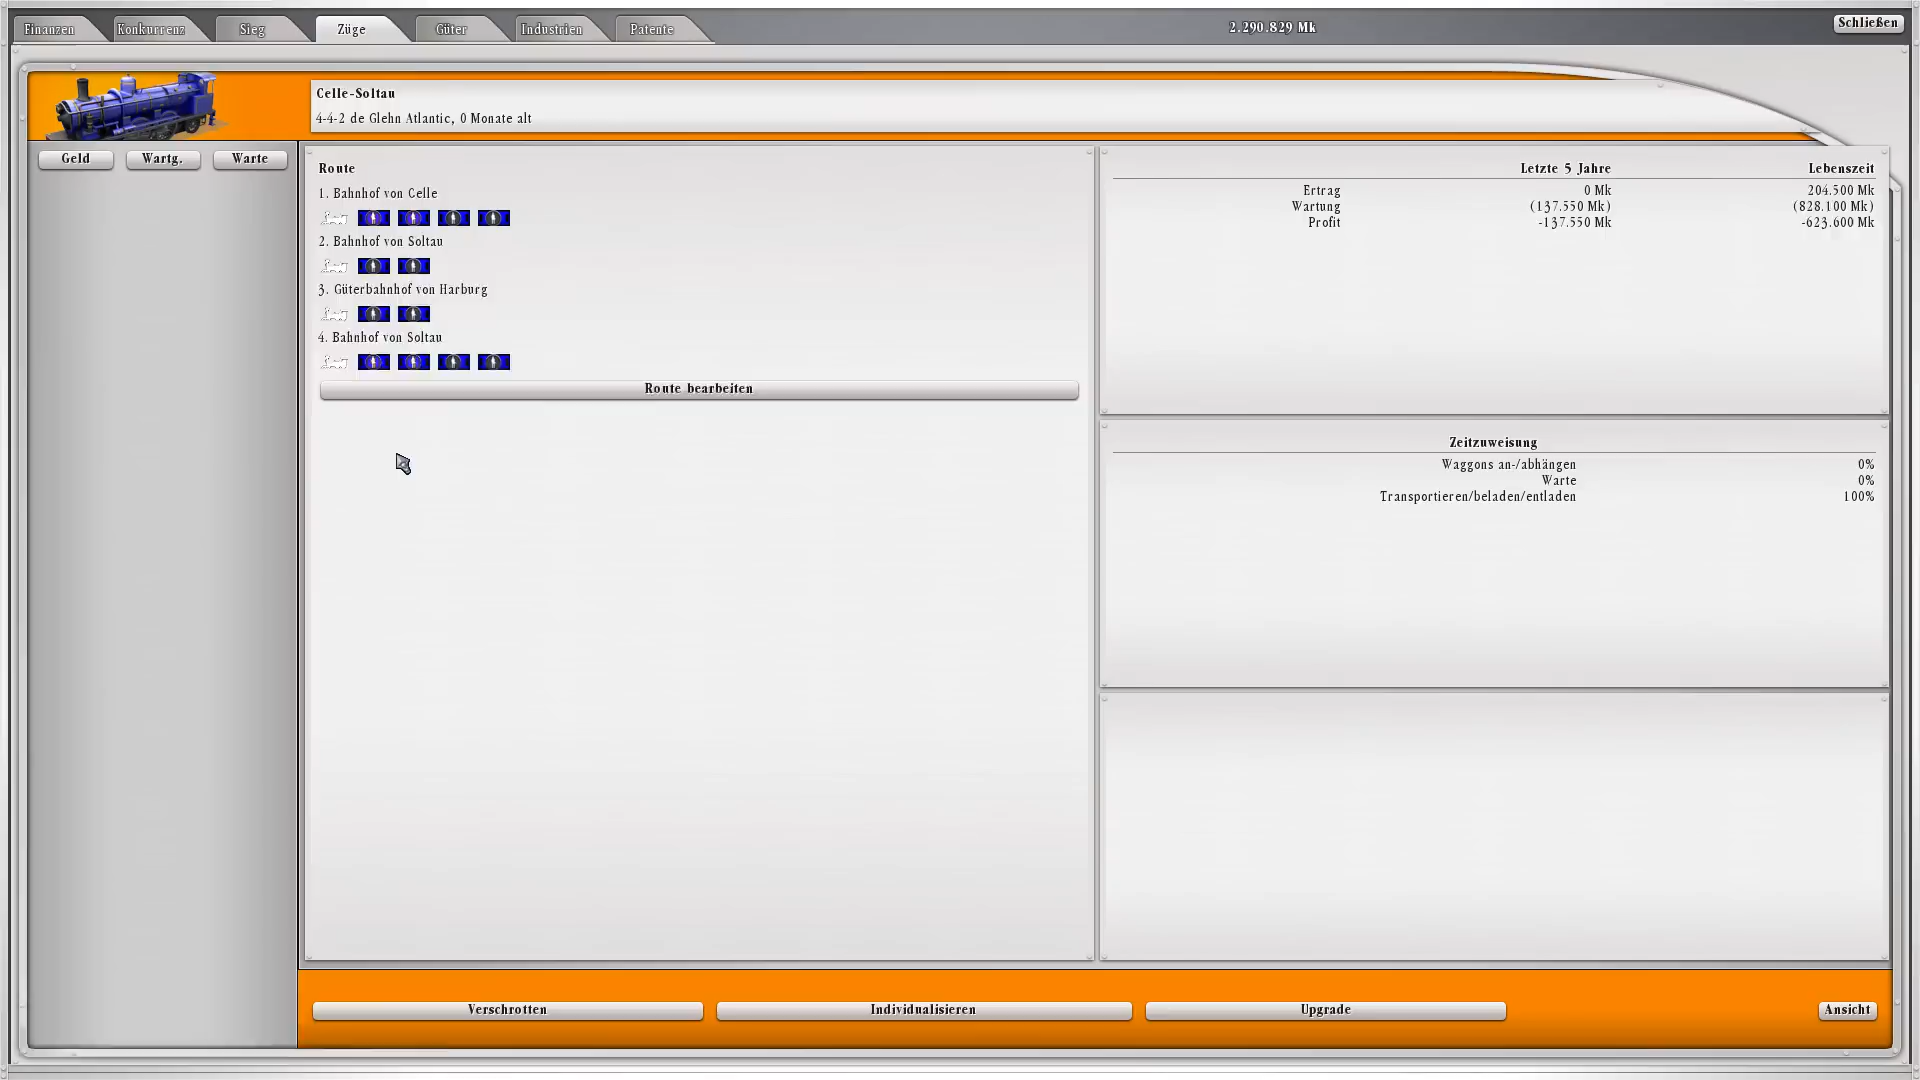 Finanzen
Konkurrenz
Sieg
Züge
Güter
Industrien
Patente
2.290.829 Mk
Schließen
Celle-Soltau
4-4-2 de Glehn Atlantic, 0 Monate alt
Geld
Wartg.
Warte
Route
1. Bahnhof von Celle
2. Bahnhof von Soltau
3. Güterbahnhof von Harburg
4. Bahnhof von Soltau
Route bearbeiten
Letzte 5 Jahre Lebenszeit
Ertrag 0 Mk 204.500 Mk
Wartung (137.550 Mk) (828.100 Mk)
Profit -137.550 Mk -623.600 Mk
Zeitzuweisung
Waggons an-/abhängen 0%
Warte 0%
Transportieren/beladen/entladen 100%
Verschrotten
Individualisieren
Upgrade
Ansicht